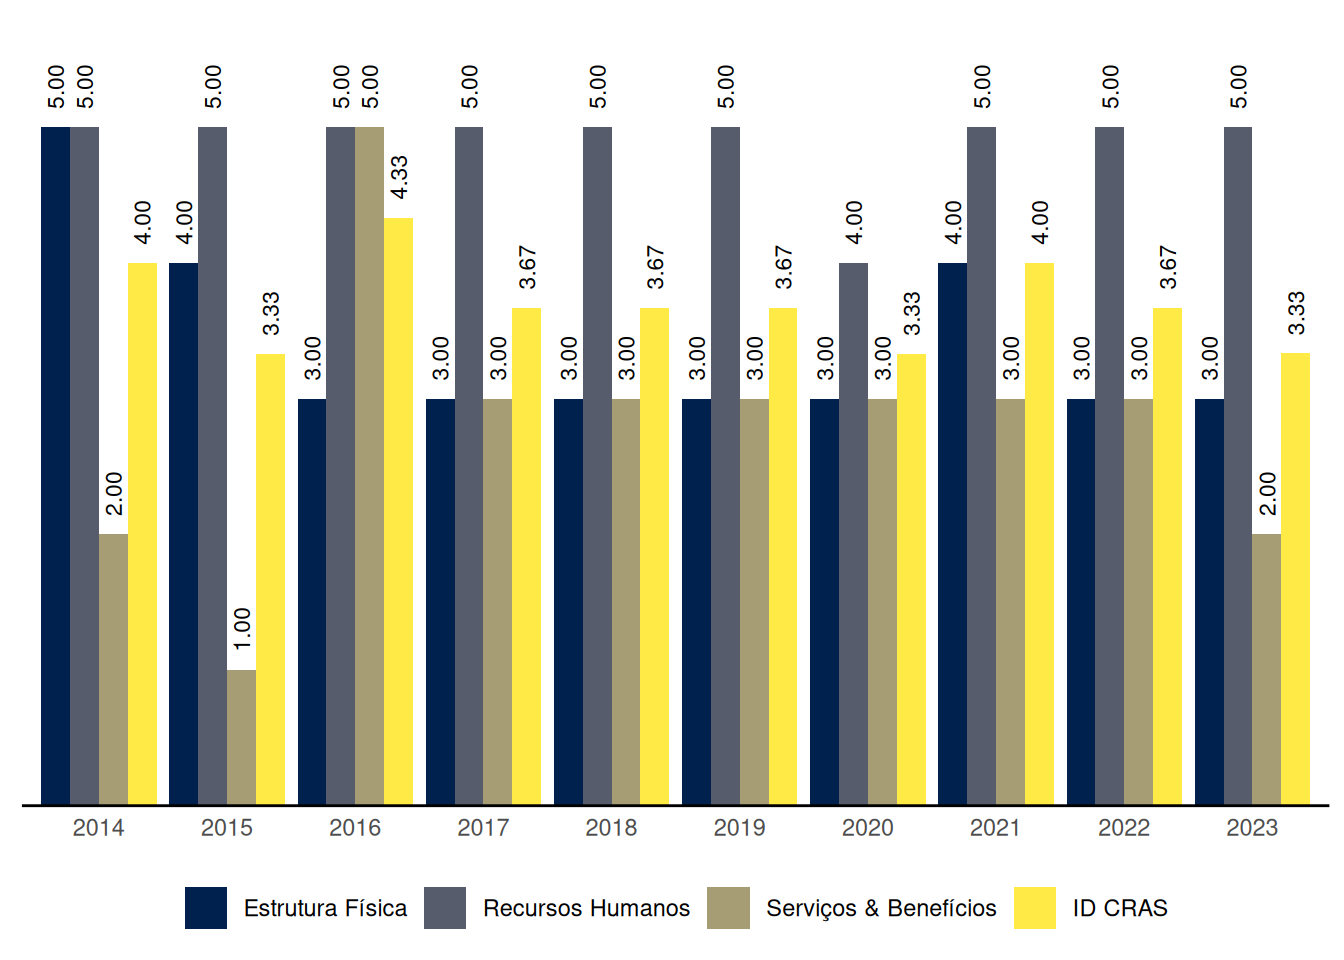 5.00 5.00 2.00 4.00
4.00 5.00 1.00 3.33
3.00 5.00 5.00 4.33
3.00 5.00 3.00 3.67
3.00 5.00 3.00 3.67
3.00 5.00 3.00 3.67
3.00 4.00 3.00 3.33
4.00 5.00 3.00 4.00
3.00 5.00 3.00 3.67
3.00 5.00 2.00 3.33
2014 2015 2016 2017 2018 2019 2020 2021 2022 2023
Estrutura Física Recursos Humanos Serviços & Benefícios ID CRAS